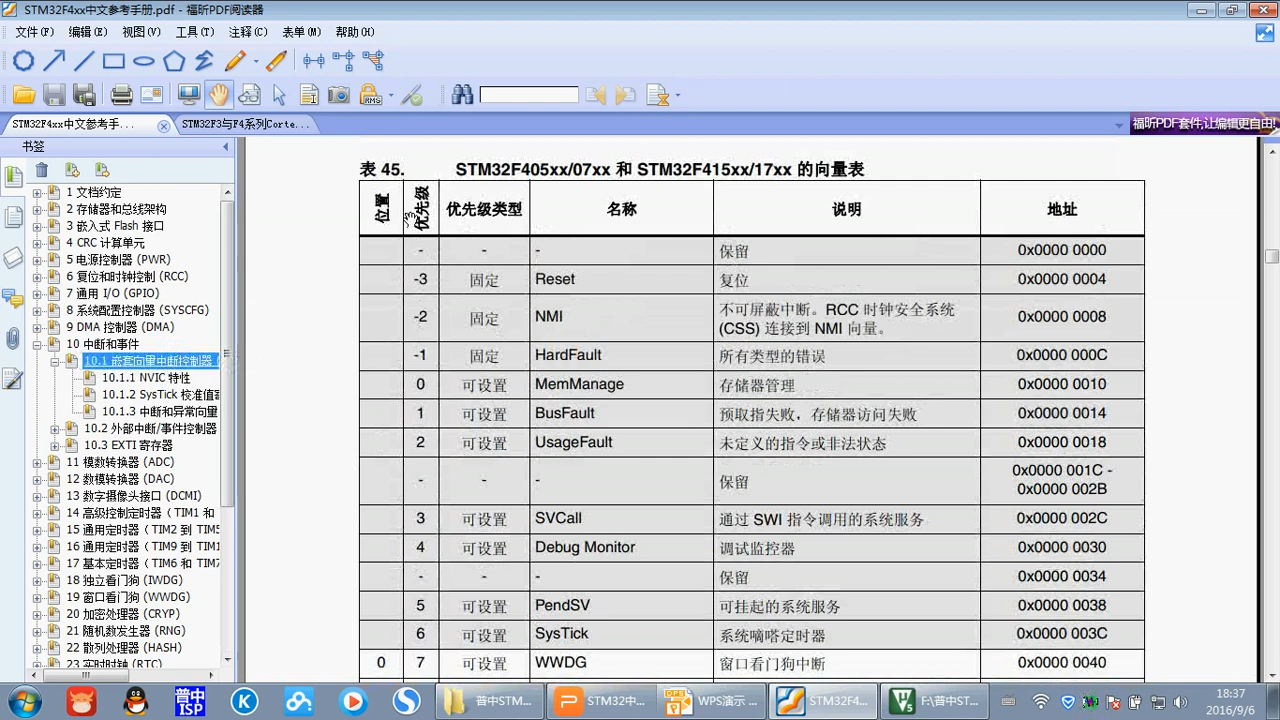 STM32F4xx中文参考手册.pdf - 福昕PDF阅读器
文件(F) 编辑(E) 视图(V) 工具(T) 注释(C) 表单(M) 帮助(H)
STM32F4xx中文参考手... STM32F3与F4系列Corte... 福昕PDF套件,让编辑更自由!
书签
1 文档约定
2 存储器和总线架构
3 嵌入式 Flash 接口
4 CRC 计算单元
5 电源控制器 (PWR)
6 复位和时钟控制 (RCC)
7 通用 I/O (GPIO)
8 系统配置控制器 (SYSCFG)
9 DMA 控制器 (DMA)
10 中断和事件
10.1 嵌套向量中断控制器 (
10.1.1 NVIC 特性
10.1.2 SysTick 校准值寄
10.1.3 中断和异常向量
10.2 外部中断/事件控制器
10.3 EXTI 寄存器
11 模数转换器 (ADC)
12 数模转换器 (DAC)
13 数字摄像头接口 (DCMI)
14 高级控制定时器 (TIM1 和
15 通用定时器 (TIM2 到 TIM5
16 通用定时器 (TIM9 到 TIM1
17 基本定时器 (TIM6 和 TIM7
18 独立看门狗 (IWDG)
19 窗口看门狗 (WWDG)
20 加密处理器 (CRYP)
21 随机数发生器 (RNG)
22 散列处理器 (HASH)
23 实时时钟 (RTC)
表 45. STM32F405xx/07xx 和 STM32F415xx/17xx 的向量表
位置 优先级 优先级类型 名称 说明 地址
- - - 保留 0x0000 0000
-3 固定 Reset 复位 0x0000 0004
-2 固定 NMI 不可屏蔽中断。RCC 时钟安全系统 0x0000 0008
(CSS) 连接到 NMI 向量。
-1 固定 HardFault 所有类型的错误 0x0000 000C
0 可设置 MemManage 存储器管理 0x0000 0010
1 可设置 BusFault 预取指失败，存储器访问失败 0x0000 0014
2 可设置 UsageFault 未定义的指令或非法状态 0x0000 0018
- - - 保留 0x0000 001C -
0x0000 002B
3 可设置 SVCall 通过 SWI 指令调用的系统服务 0x0000 002C
4 可设置 Debug Monitor 调试监控器 0x0000 0030
- - - 保留 0x0000 0034
5 可设置 PendSV 可挂起的系统服务 0x0000 0038
6 可设置 SysTick 系统嘀嗒定时器 0x0000 003C
0 7 可设置 WWDG 窗口看门狗中断 0x0000 0040
普中ISP 普中STM... STM32中... WPS演示 ... STM32F4... F:\普中STM... 18:37
2016/9/6